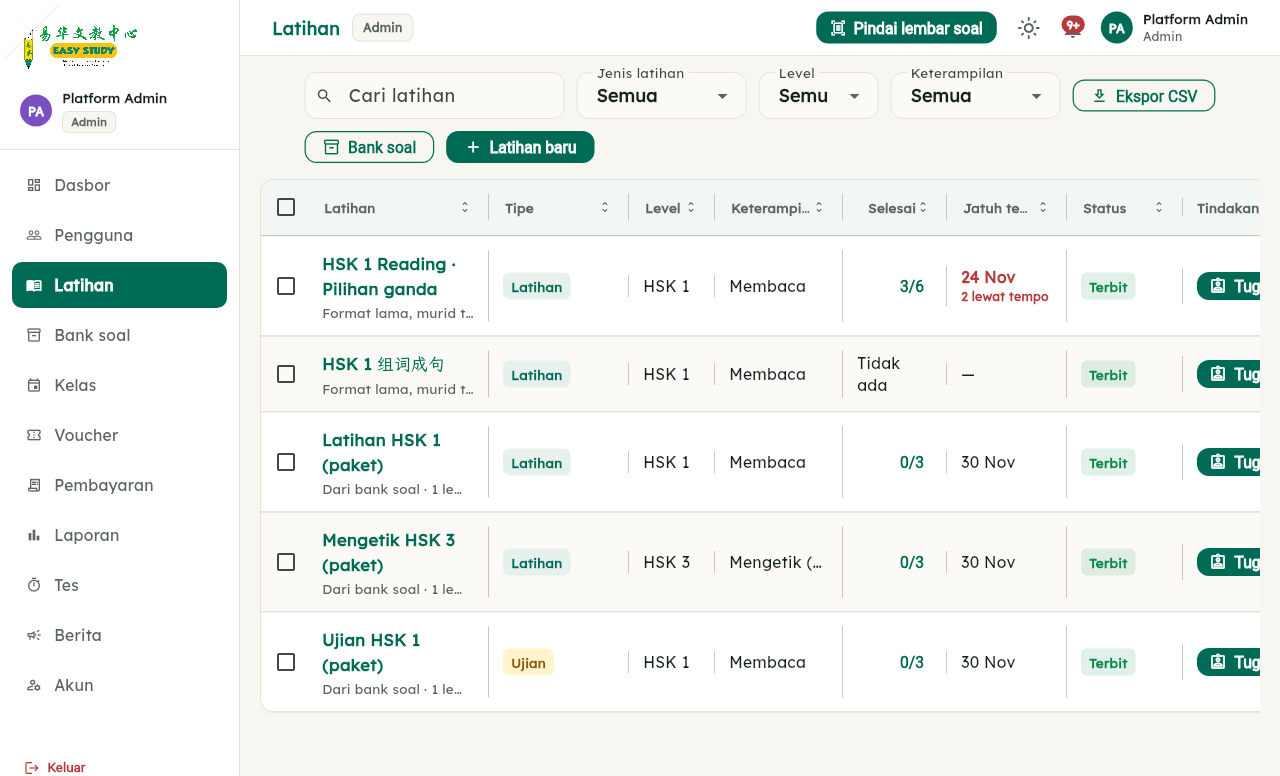 易华文教中心
EASY STUDY
Platform Admin
Admin
PA
Dasbor
Pengguna
Latihan
Bank soal
Kelas
Voucher
Pembayaran
Laporan
Tes
Berita
Akun
Keluar
Latihan
Admin
Pindai lembar soal
9+
PA
Platform Admin
Admin
Cari latihan
Jenis latihan
Semua
Level
Semu
Keterampilan
Semua
Ekspor CSV
Bank soal
Latihan baru
Latihan Tipe Level Keterampi… Selesai Jatuh te… Status Tindakan
HSK 1 Reading ·
Pilihan ganda
Format lama, murid t…
Latihan
HSK 1
Membaca
3/6
24 Nov
2 lewat tempo
Terbit
Tug
HSK 1 组词成句
Format lama, murid t…
Latihan
HSK 1
Membaca
Tidak
ada
—
Terbit
Tug
Latihan HSK 1
(paket)
Dari bank soal · 1 le…
Latihan
HSK 1
Membaca
0/3
30 Nov
Terbit
Tug
Mengetik HSK 3
(paket)
Dari bank soal · 1 le…
Latihan
HSK 3
Mengetik (…
0/3
30 Nov
Terbit
Tug
Ujian HSK 1
(paket)
Dari bank soal · 1 le…
Ujian
HSK 1
Membaca
0/3
30 Nov
Terbit
Tug